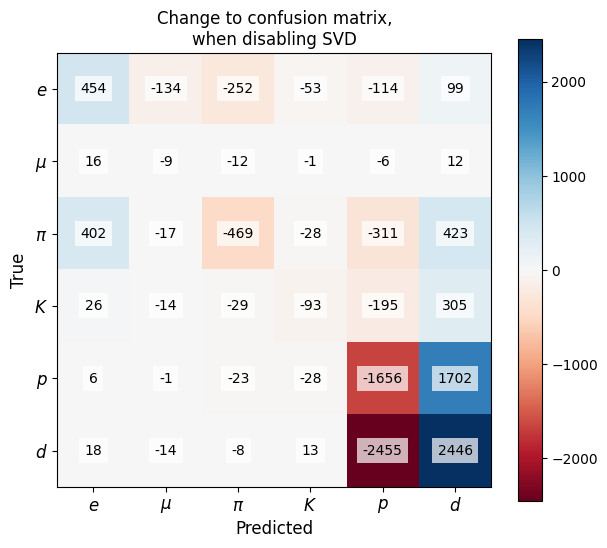 Change to confusion matrix,
when disabling SVD
e 454 -134 -252 -53 -114 99
μ 16 -9 -12 -1 -6 12
π 402 -17 -469 -28 -311 423
K 26 -14 -29 -93 -195 305
p 6 -1 -23 -28 -1656 1702
d 18 -14 -8 13 -2455 2446
e μ π K p d
True
Predicted
2000
1000
0
−1000
−2000